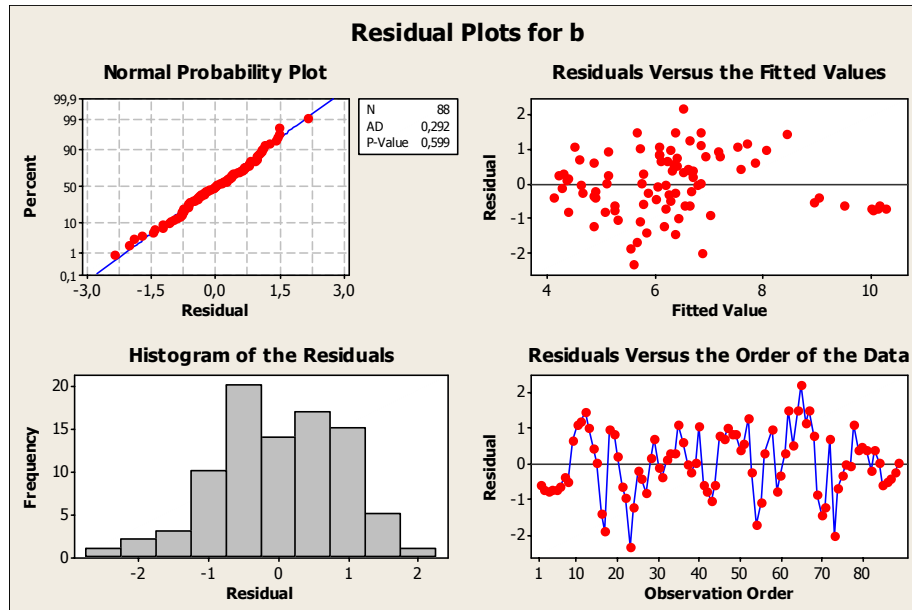 Residual Plots for b
Normal Probability Plot
99,9
99
90
50
10
1
0,1
Percent
-3,0 -1,5 0,0 1,5 3,0
Residual
N 88
AD 0,292
P-Value 0,599
Residuals Versus the Fitted Values
2
1
0
-1
-2
Residual
4 6 8 10
Fitted Value
Histogram of the Residuals
20
15
10
5
0
Frequency
-2 -1 0 1 2
Residual
Residuals Versus the Order of the Data
2
1
0
-1
-2
Residual
1 10 20 30 40 50 60 70 80
Observation Order